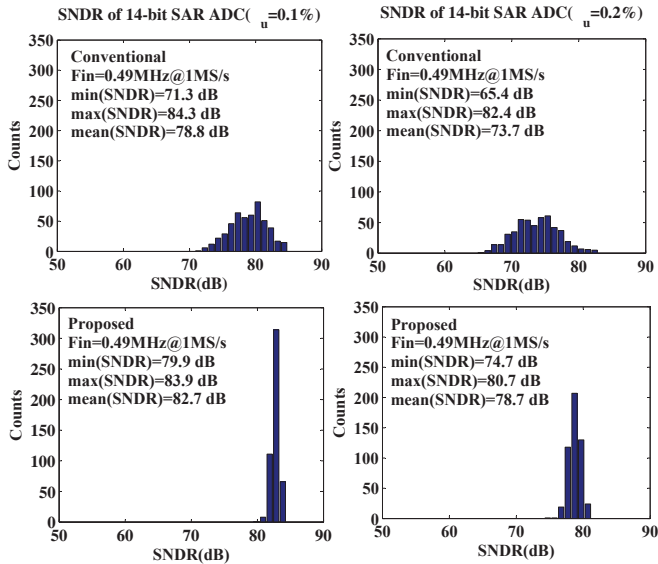 SNDR of 14-bit SAR ADC( u=0.1%)
350
300
250
200
150
100
50
0
Counts
Conventional
Fin=0.49MHz@1MS/s
min(SNDR)=71.3 dB
max(SNDR)=84.3 dB
mean(SNDR)=78.8 dB
50 60 70 80 90
SNDR(dB)
SNDR of 14-bit SAR ADC( u=0.2%)
350
300
250
200
150
100
50
0
Counts
Conventional
Fin=0.49MHz@1MS/s
min(SNDR)=65.4 dB
max(SNDR)=82.4 dB
mean(SNDR)=73.7 dB
50 60 70 80 90
SNDR(dB)
350
300
250
200
150
100
50
0
Counts
Proposed
Fin=0.49MHz@1MS/s
min(SNDR)=79.9 dB
max(SNDR)=83.9 dB
mean(SNDR)=82.7 dB
50 60 70 80 90
SNDR(dB)
350
300
250
200
150
100
50
0
Counts
Proposed
Fin=0.49MHz@1MS/s
min(SNDR)=74.7 dB
max(SNDR)=80.7 dB
mean(SNDR)=78.7 dB
50 60 70 80 90
SNDR(dB)